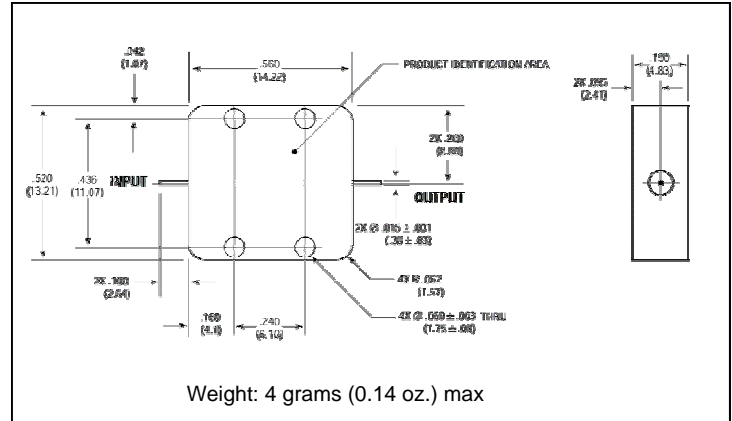 .042
(1.07)
.560
(14.22)
PRODUCT IDENTIFICATION AREA
.190
(4.83)
2X .095
(2.41)
.520
(13.21)
.436
(11.07)
INPUT
2X .260
OUTPUT
2X Ø .015 ± .001
(.38 ± .03)
2X .100
(2.54)
4X R .062
(1.57)
.160
(4.1)
.240
(6.10)
4X Ø .069 ± .003 THRU
(1.75 ± .08)
Weight: 4 grams (0.14 oz.) max